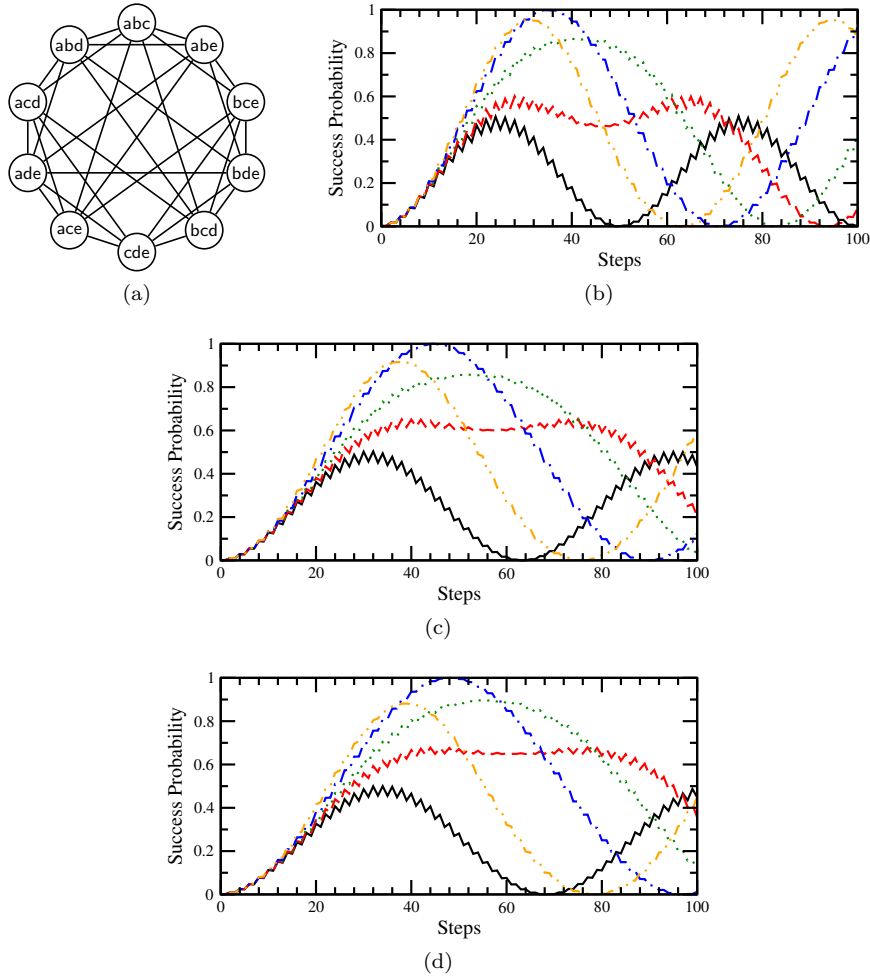 abc
abd
abe
acd
bce
ade
bde
ace
bcd
cde
(a)
Success Probability
1
0.8
0.6
0.4
0.2
0
0 20 40 60 80 100
Steps
(b)
Success Probability
1
0.8
0.6
0.4
0.2
0
0 20 40 60 80 100
Steps
(c)
Success Probability
1
0.8
0.6
0.4
0.2
0
0 20 40 60 80 100
Steps
(d)